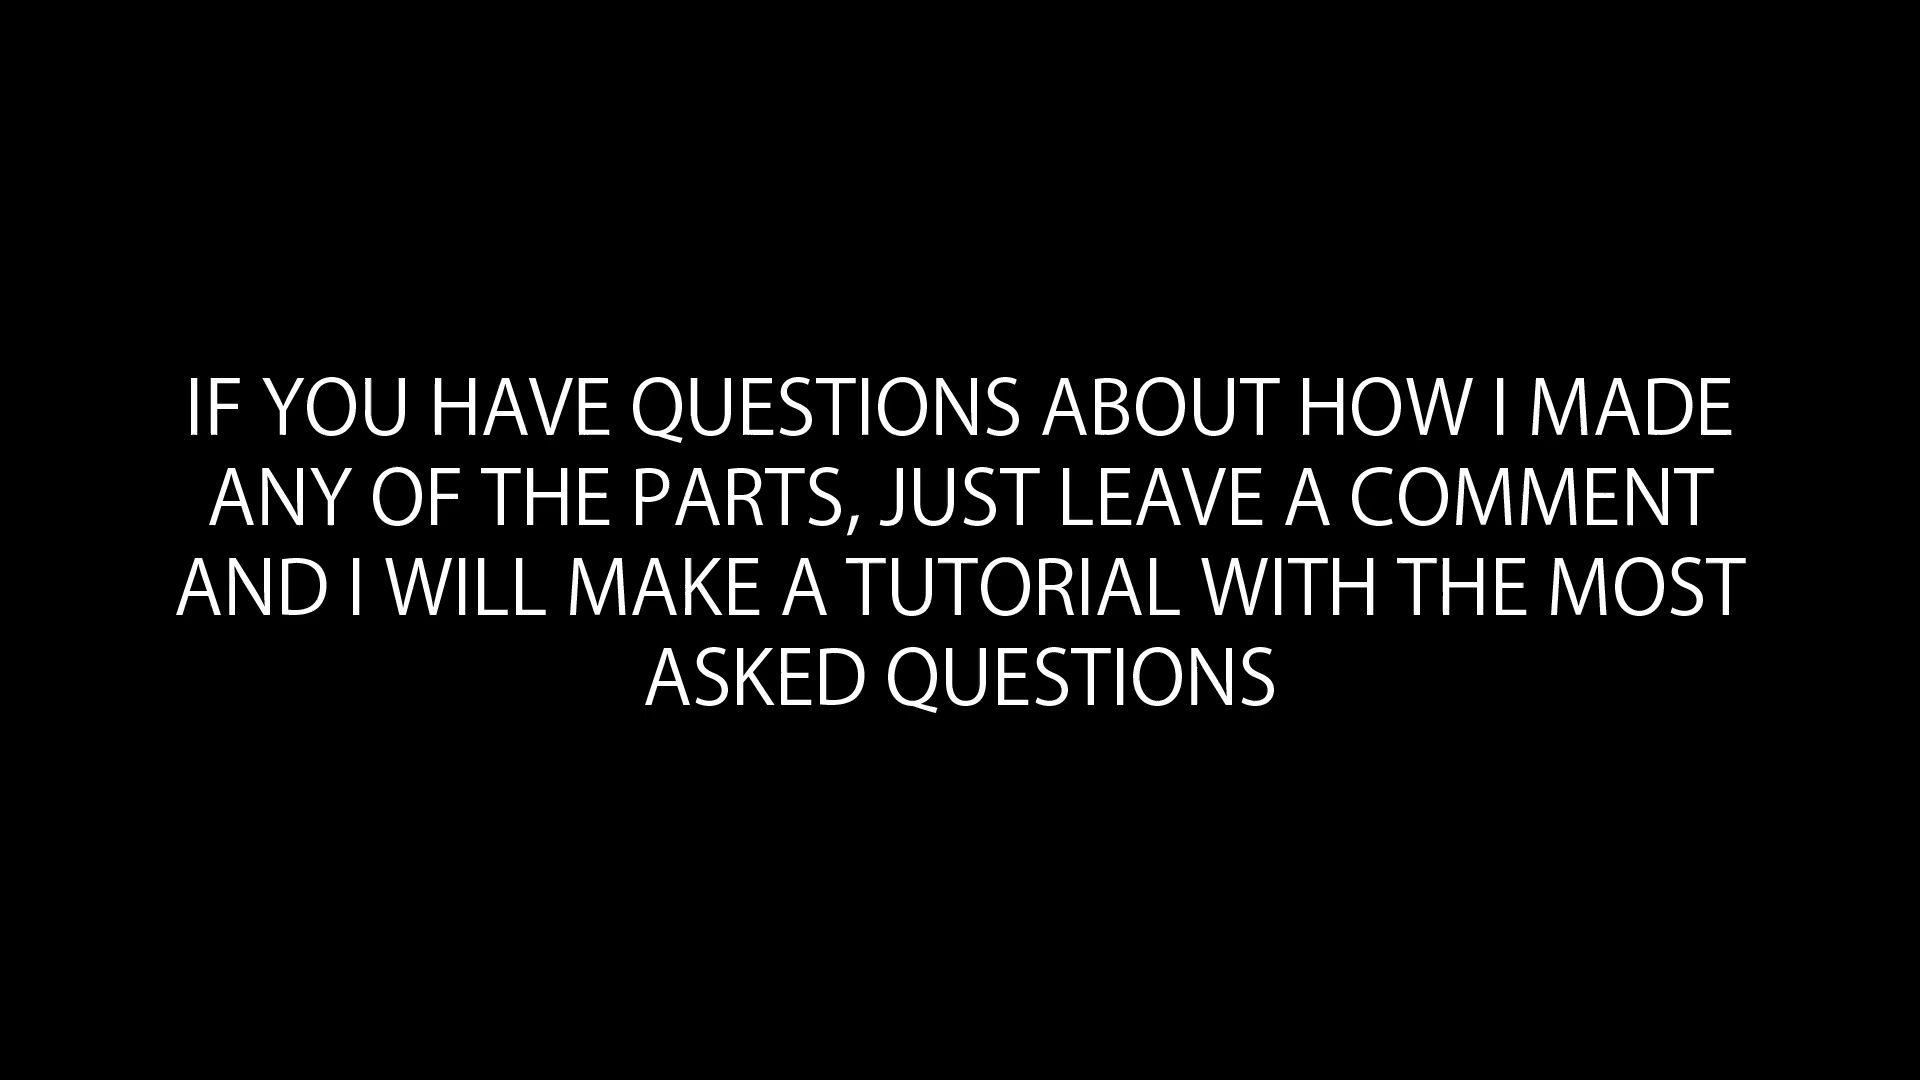 IF YOU HAVE QUESTIONS ABOUT HOW I MADE
ANY OF THE PARTS, JUST LEAVE A COMMENT
AND I WILL MAKE A TUTORIAL WITH THE MOST
ASKED QUESTIONS